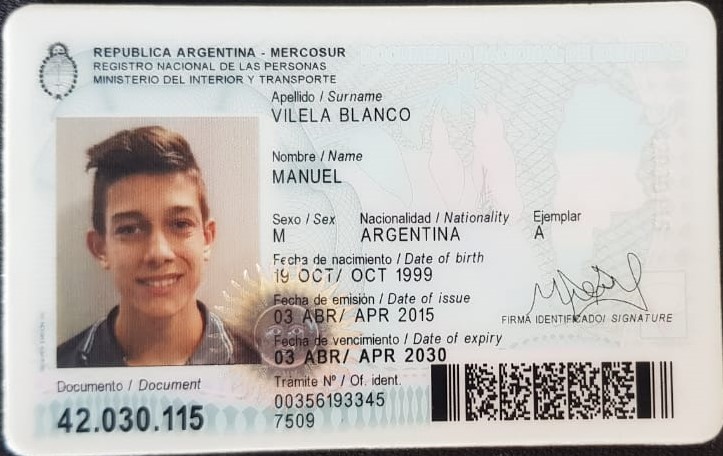 REPUBLICA ARGENTINA - MERCOSUR
REGISTRO NACIONAL DE LAS PERSONAS
MINISTERIO DEL INTERIOR Y TRANSPORTE
Apellido / Surname
VILELA BLANCO
Nombre / Name
MANUEL
Sexo / Sex Nacionalidad / Nationality Ejemplar
M ARGENTINA A
Fecha de nacimiento / Date of birth
19 OCT/ OCT 1999
Fecha de emisión / Date of issue
03 ABR/ APR 2015
FIRMA IDENTIFICADO/ SIGNATURE
Fecha de vencimiento / Date of expiry
03 ABR/ APR 2030
Documento / Document
42.030.115
Trámite Nº / Of. ident.
00356193345
7509